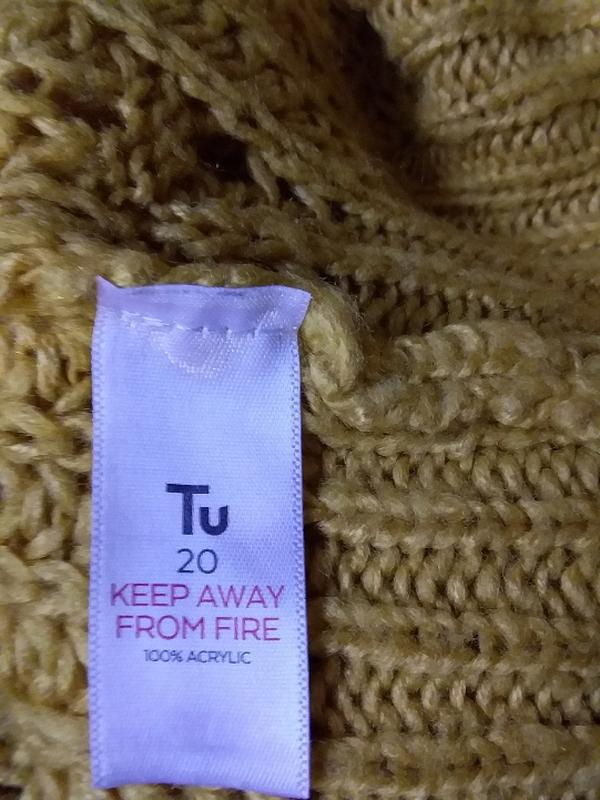 Tu
20
KEEP AWAY
FROM FIRE
100% ACRYLIC